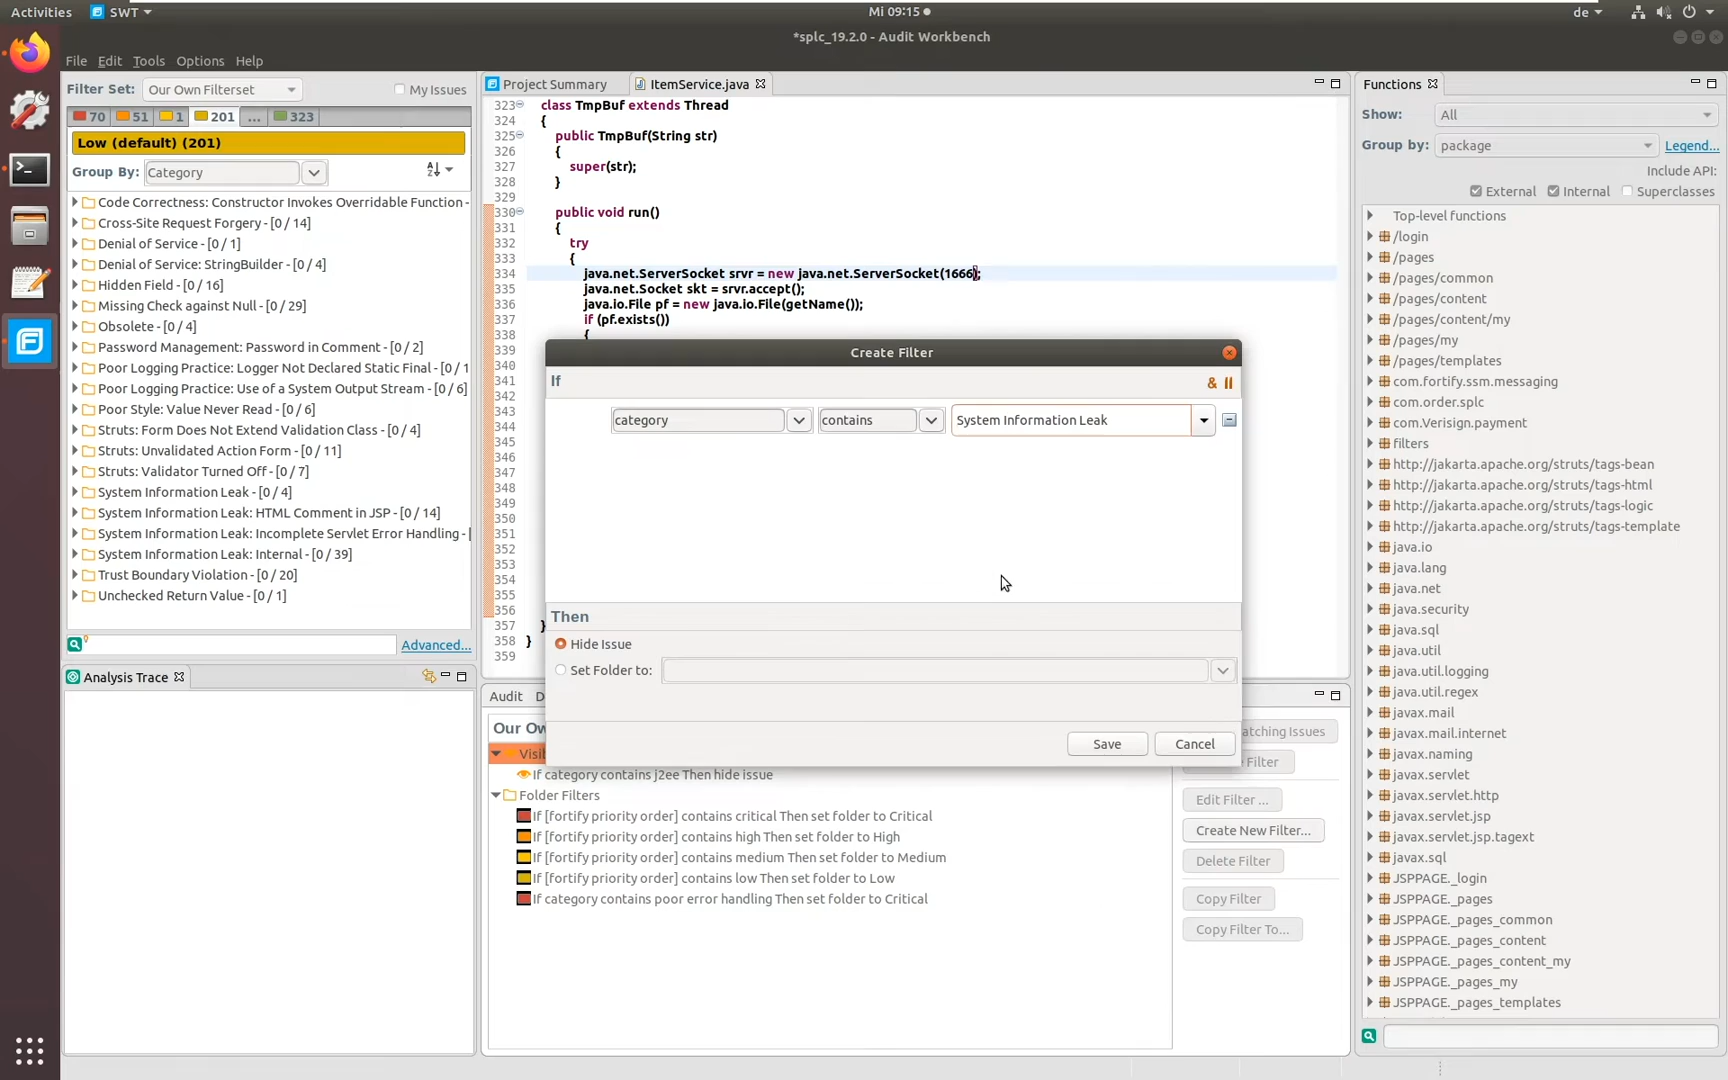 Activities
SWT
Mi 09:15
de
*splc_19.2.0 - Audit Workbench
File Edit Tools Options Help
Filter Set: Our Own Filterset
My Issues
70 51 1 201 ... 323
Low (default) (201)
Group By: Category
Code Correctness: Constructor Invokes Overridable Function -
Cross-Site Request Forgery - [0 / 14]
Denial of Service - [0 / 1]
Denial of Service: StringBuilder - [0 / 4]
Hidden Field - [0 / 16]
Missing Check against Null - [0 / 29]
Obsolete - [0 / 4]
Password Management: Password in Comment - [0 / 2]
Poor Logging Practice: Logger Not Declared Static Final - [0 / 1
Poor Logging Practice: Use of a System Output Stream - [0 / 6]
Poor Style: Value Never Read - [0 / 6]
Struts: Form Does Not Extend Validation Class - [0 / 4]
Struts: Unvalidated Action Form - [0 / 11]
Struts: Validator Turned Off - [0 / 7]
System Information Leak - [0 / 4]
System Information Leak: HTML Comment in JSP - [0 / 14]
System Information Leak: Incomplete Servlet Error Handling - [
System Information Leak: Internal - [0 / 39]
Trust Boundary Violation - [0 / 20]
Unchecked Return Value - [0 / 1]
Advanced...
Analysis Trace
Project Summary
ItemService.java
323 class TmpBuf extends Thread
324 {
325 public TmpBuf(String str)
326 {
327 super(str);
328 }
329
330 public void run()
331 {
332 try
333 {
334 java.net.ServerSocket srvr = new java.net.ServerSocket(1666);
335 java.net.Socket skt = srvr.accept();
336 java.io.File pf = new java.io.File(getName());
337 if (pf.exists())
338 {
339
340
341
342
343
344
345
346
347
348
349
350
351
352
353
354
355
356
357 }
358 }
359
Create Filter
If
& ||
category contains System Information Leak
Then
Hide Issue
Set Folder to:
Save Cancel
Audit D
Our Ow
Visib
If category contains j2ee Then hide issue
Folder Filters
If [fortify priority order] contains critical Then set folder to Critical
If [fortify priority order] contains high Then set folder to High
If [fortify priority order] contains medium Then set folder to Medium
If [fortify priority order] contains low Then set folder to Low
If category contains poor error handling Then set folder to Critical
atching Issues
Filter
Edit Filter ...
Create New Filter...
Delete Filter
Copy Filter
Copy Filter To...
Functions
Show: All
Group by: package
Legend...
Include API:
External Internal Superclasses
Top-level functions
/login
/pages
/pages/common
/pages/content
/pages/content/my
/pages/my
/pages/templates
com.fortify.ssm.messaging
com.order.splc
com.Verisign.payment
filters
http://jakarta.apache.org/struts/tags-bean
http://jakarta.apache.org/struts/tags-html
http://jakarta.apache.org/struts/tags-logic
http://jakarta.apache.org/struts/tags-template
java.io
java.lang
java.net
java.security
java.sql
java.util
java.util.logging
java.util.regex
javax.mail
javax.mail.internet
javax.naming
javax.servlet
javax.servlet.http
javax.servlet.jsp
javax.servlet.jsp.tagext
javax.sql
JSPPAGE._login
JSPPAGE._pages
JSPPAGE._pages_common
JSPPAGE._pages_content
JSPPAGE._pages_content_my
JSPPAGE._pages_my
JSPPAGE._pages_templates